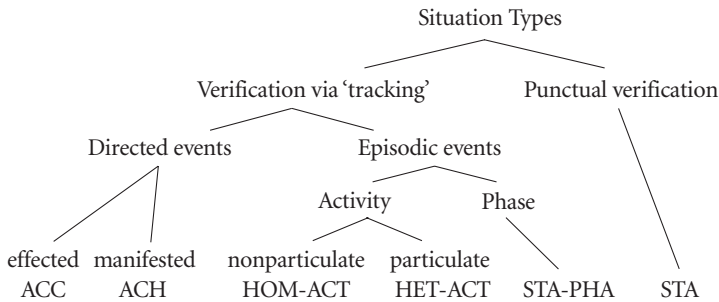 Situation Types
Verification via ‘tracking’ Punctual verification
Directed events Episodic events
Activity Phase
effected manifested nonparticulate particulate
ACC ACH HOM-ACT HET-ACT STA-PHA STA